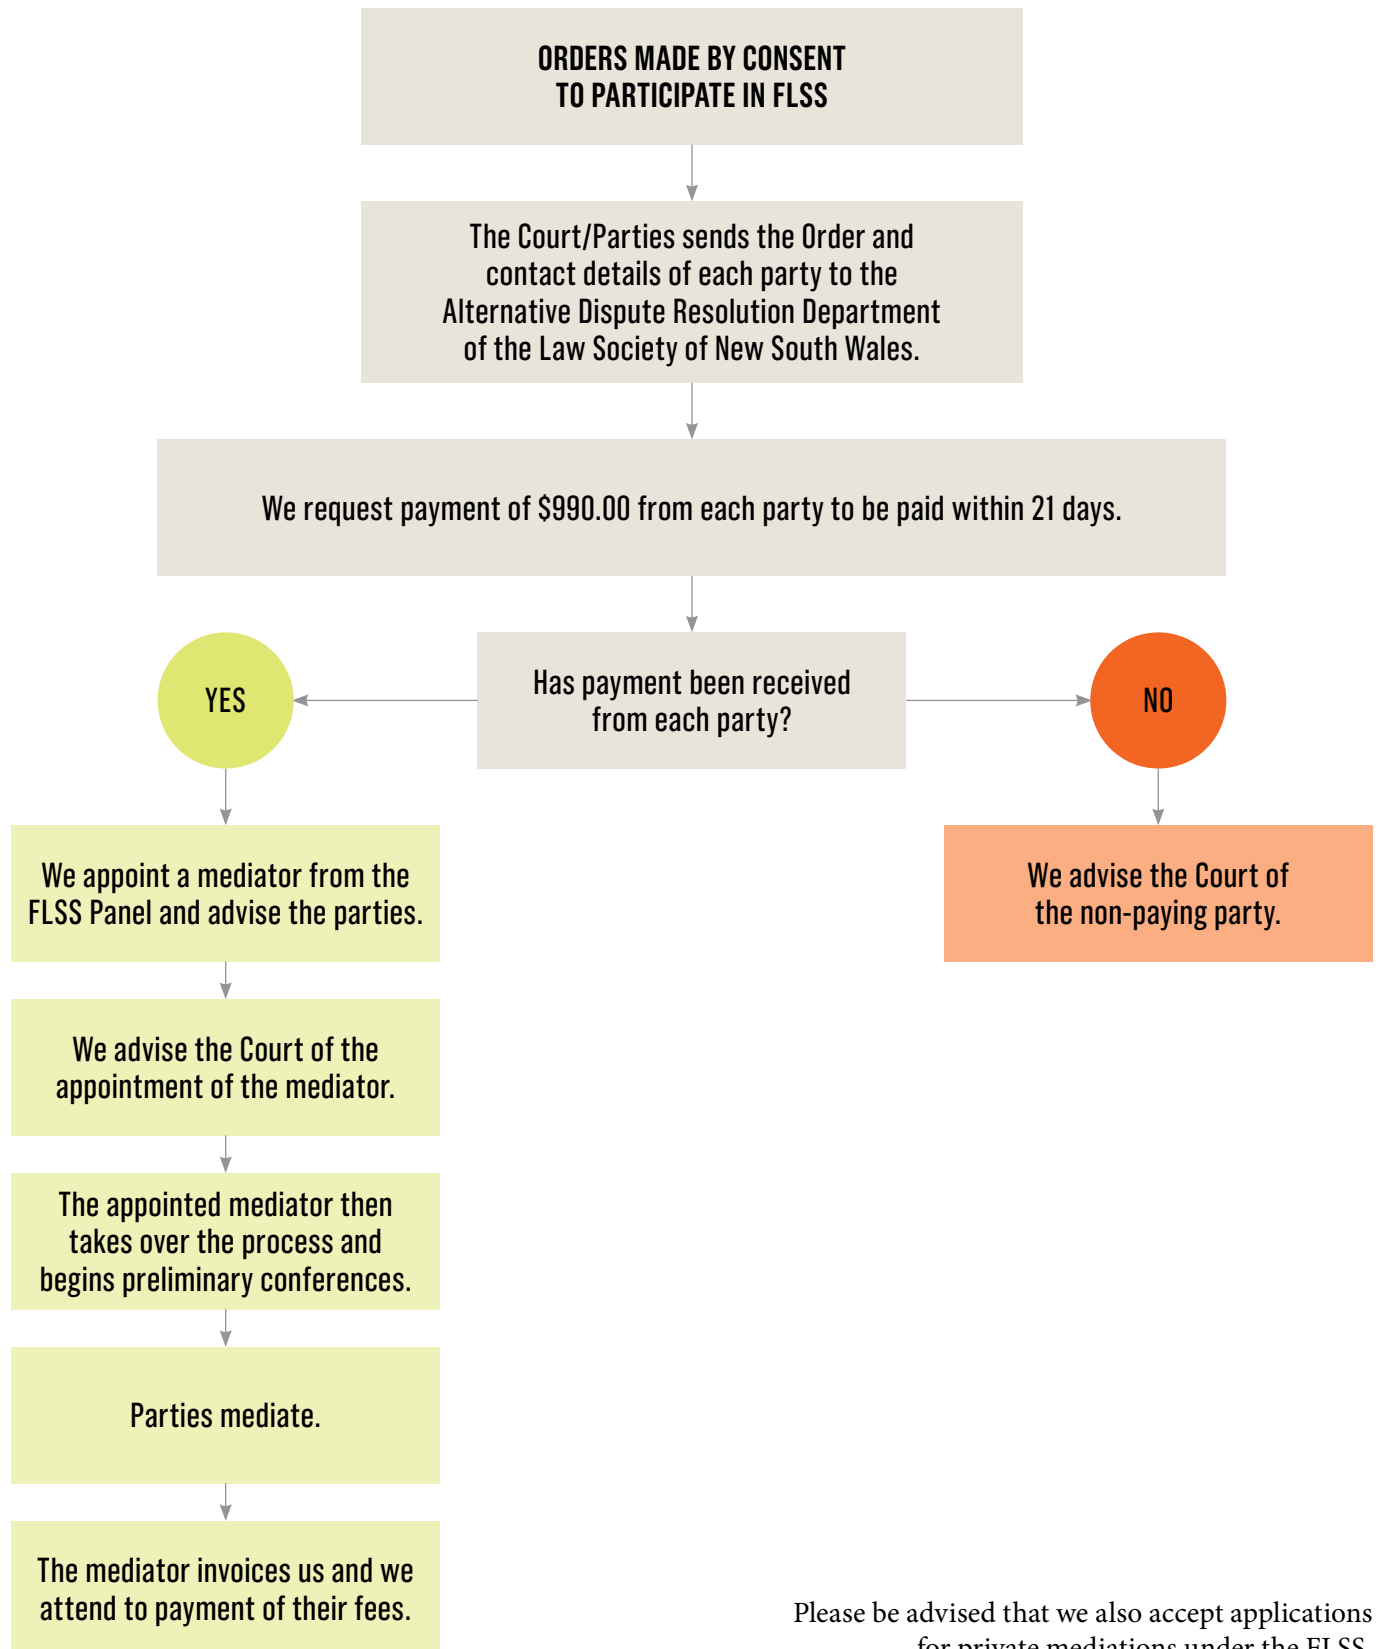 ORDERS MADE BY CONSENT
TO PARTICIPATE IN FLSS
The Court/Parties sends the Order and
contact details of each party to the
Alternative Dispute Resolution Department
of the Law Society of New South Wales.
We request payment of $990.00 from each party to be paid within 21 days.
Has payment been received
from each party?
YES
NO
We appoint a mediator from the
FLSS Panel and advise the parties.
We advise the Court of
the non-paying party.
We advise the Court of the
appointment of the mediator.
The appointed mediator then
takes over the process and
begins preliminary conferences.
Parties mediate.
The mediator invoices us and we
attend to payment of their fees.
Please be advised that we also accept applications
for private mediations under the FLSS.